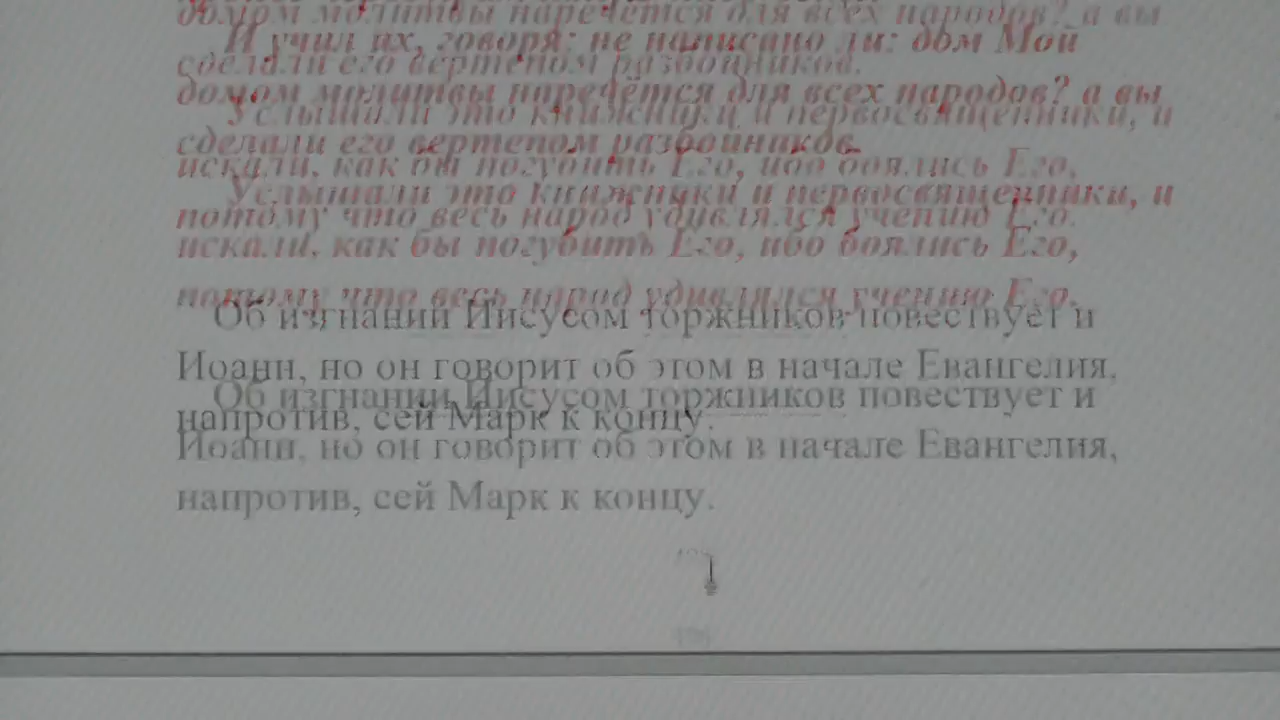 И учил их, говоря: не написано ли: дом Мой
домом молитвы наречётся для всех народов? а вы
сделали его вертепом разбойников.
Услышали это книжники и первосвященники, и
искали, как бы погубить Его, ибо боялись Его,
потому что весь народ удивлялся учению Его.
Об изгнании Иисусом торжников повествует и
Иоанн, но он говорит об этом в начале Евангелия,
напротив, сей Марк к концу.